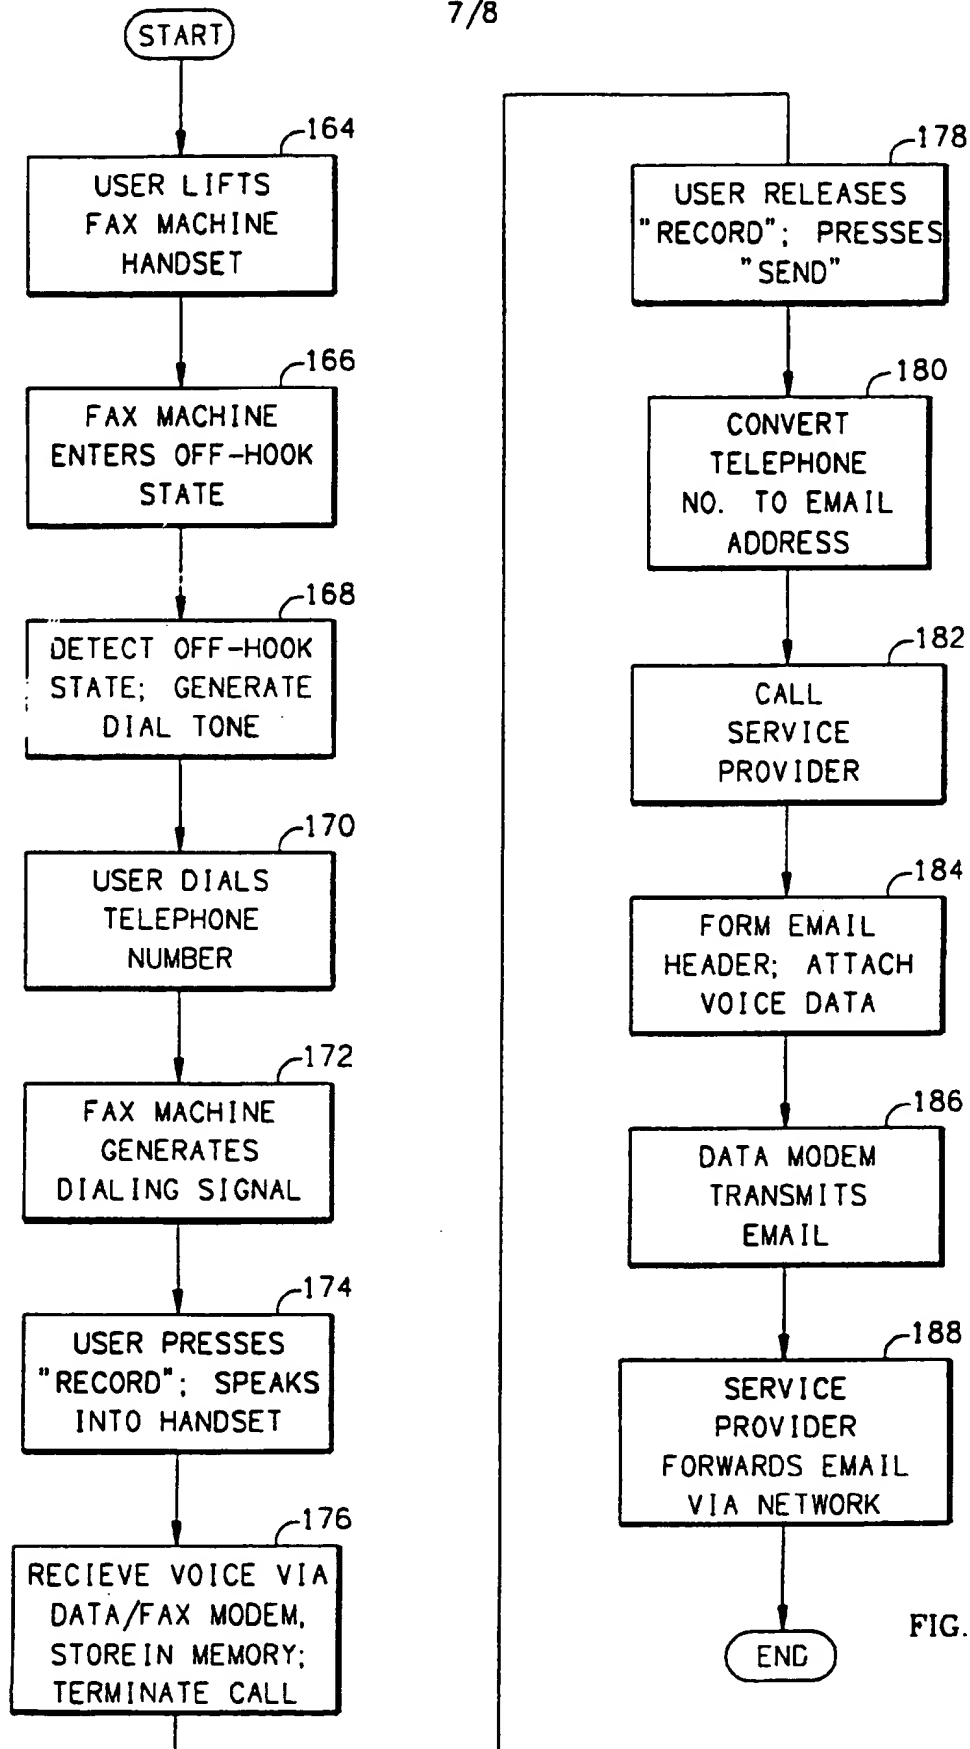 7/8
START
164
USER LIFTS
FAX MACHINE
HANDSET
166
FAX MACHINE
ENTERS OFF-HOOK
STATE
168
DETECT OFF-HOOK
STATE; GENERATE
DIAL TONE
170
USER DIALS
TELEPHONE
NUMBER
172
FAX MACHINE
GENERATES
DIALING SIGNAL
174
USER PRESSES
"RECORD"; SPEAKS
INTO HANDSET
176
RECIEVE VOICE VIA
DATA/FAX MODEM,
STOREIN MEMORY;
TERMINATE CALL
178
USER RELEASES
"RECORD"; PRESSES
"SEND"
180
CONVERT
TELEPHONE
NO. TO EMAIL
ADDRESS
182
CALL
SERVICE
PROVIDER
184
FORM EMAIL
HEADER; ATTACH
VOICE DATA
186
DATA MODEM
TRANSMITS
EMAIL
188
SERVICE
PROVIDER
FORWARDS EMAIL
VIA NETWORK
END
FIG.